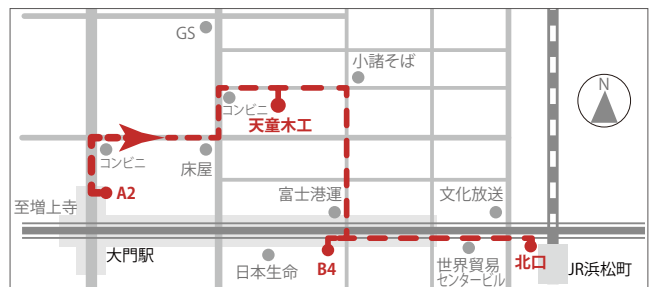 GS
小諸そば
N
コンビニ
天童木工
コンビニ
床屋
A2
至増上寺
富士港運
文化放送
大門駅
日本生命
B4
世界貿易
センタービル
北口
JR浜松町